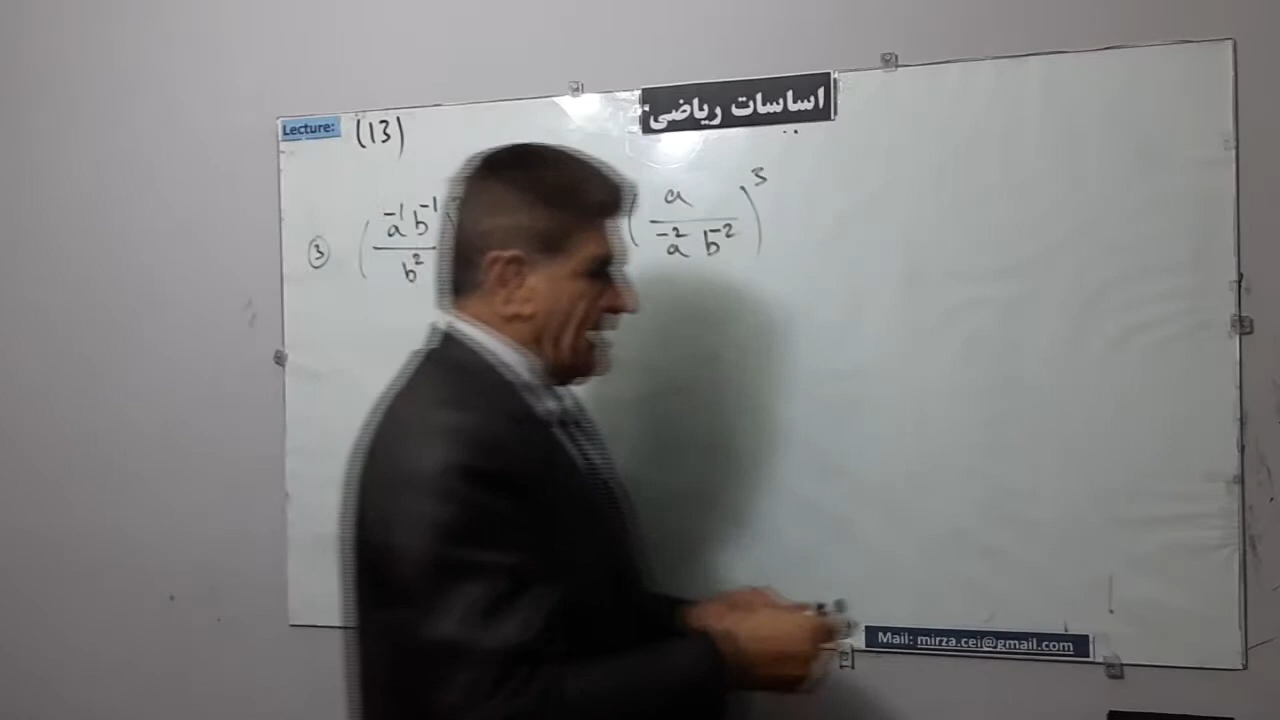 اساسات ریاضی
Lecture: (13)
③ (a⁻¹ b⁻¹ / b² (a / a⁻² b⁻²)³
Mail: mirza.cei@gmail.com